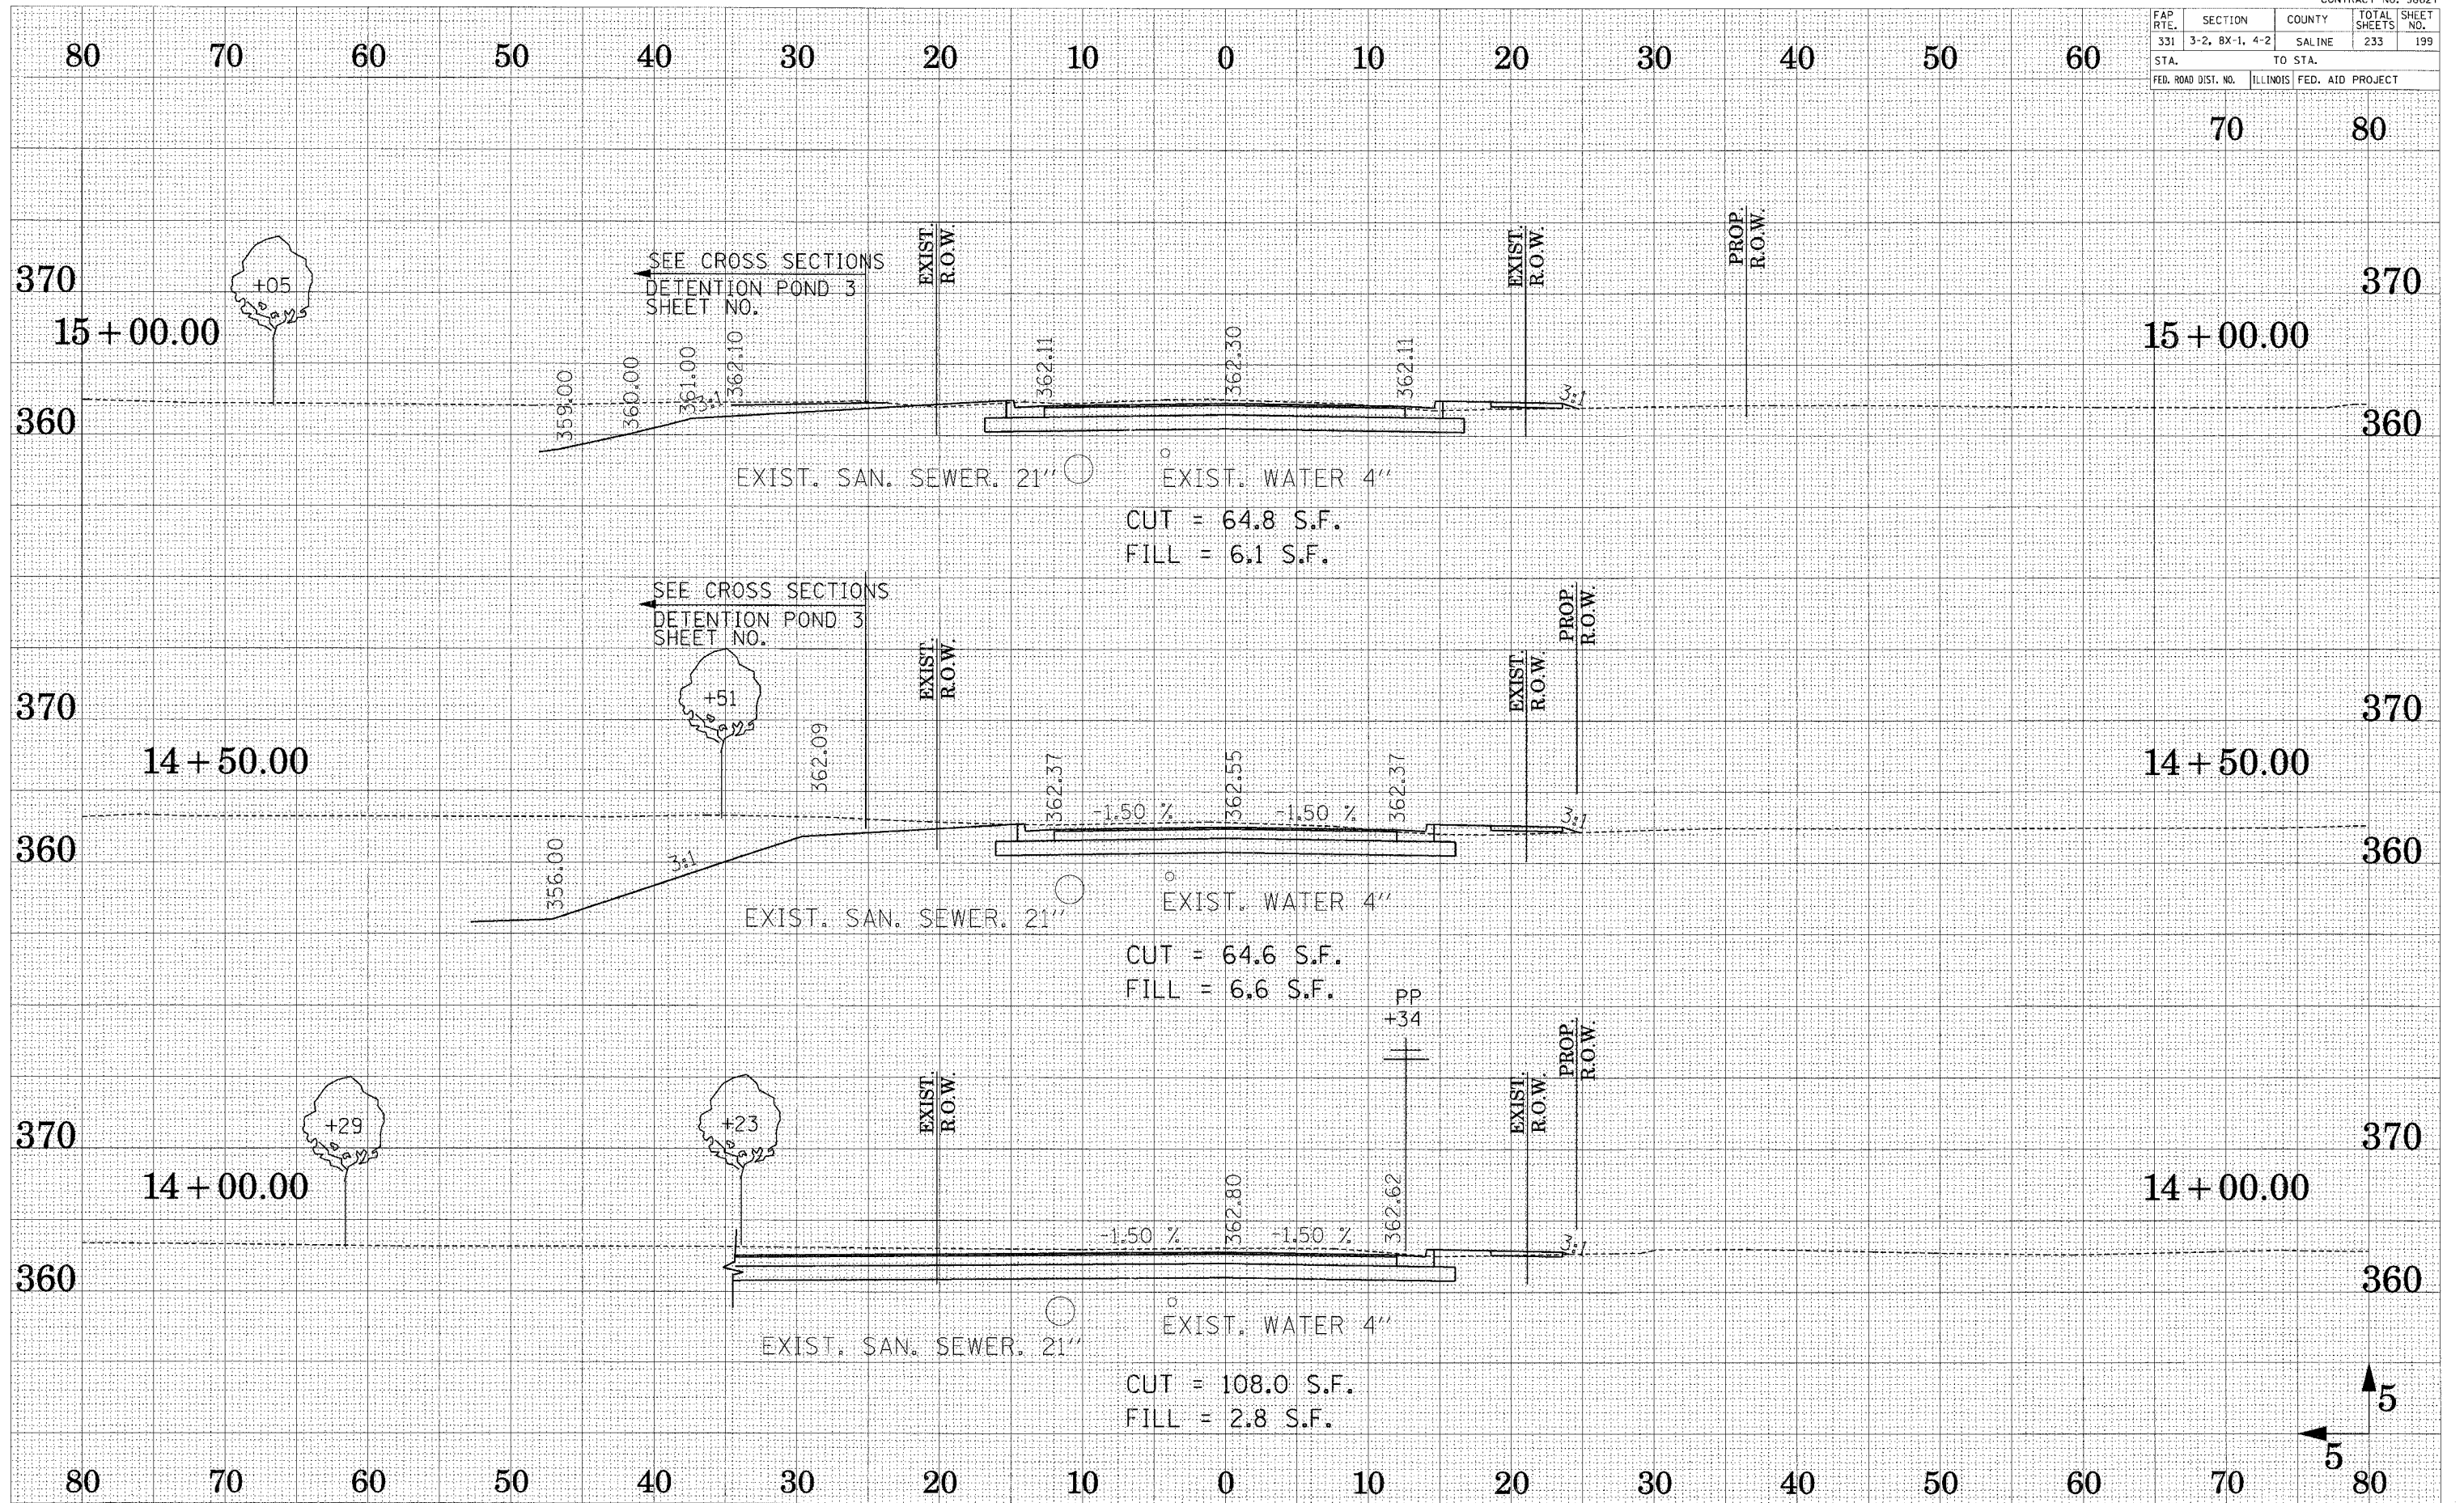 FAP RTE. SECTION COUNTY TOTAL SHEETS SHEET NO.
331 3-2, 8X-1, 4-2 SALINE 233 199
STA. TO STA.
FED. ROAD DIST. NO. ILLINOIS FED. AID PROJECT
80 70 60 50 40 30 20 10 0 10 20 30 40 50 60
70 80
EXIST. R.O.W.
EXIST. R.O.W.
PROP. R.O.W.
SEE CROSS SECTIONS
DETENTION POND 3
SHEET NO.
370 +05 370
15+00.00 15+00.00
359.00 360.00 361.00 362.10 362.11 362.30 362.11
3:1 3:1
360 360
EXIST. SAN. SEWER. 21" EXIST. WATER 4"
CUT = 64.8 S.F.
FILL = 6.1 S.F.
SEE CROSS SECTIONS
DETENTION POND 3
SHEET NO.
EXIST. R.O.W.
EXIST. R.O.W.
PROP. R.O.W.
+51
370 370
14+50.00 14+50.00
362.09 362.37 362.55 362.37
-1.50 % -1.50 %
3:1
360 356.00 3:1 360
EXIST. SAN. SEWER. 21" EXIST. WATER 4"
CUT = 64.6 S.F.
FILL = 6.6 S.F.
PP
+34
EXIST. R.O.W.
EXIST. R.O.W.
PROP. R.O.W.
+29 +23
370 370
14+00.00 14+00.00
362.80 362.62
-1.50 % -1.50 %
3:1
360 360
EXIST. SAN. SEWER. 21" EXIST. WATER 4"
CUT = 108.0 S.F.
FILL = 2.8 S.F.
5
5
80 70 60 50 40 30 20 10 0 10 20 30 40 50 60 70 80